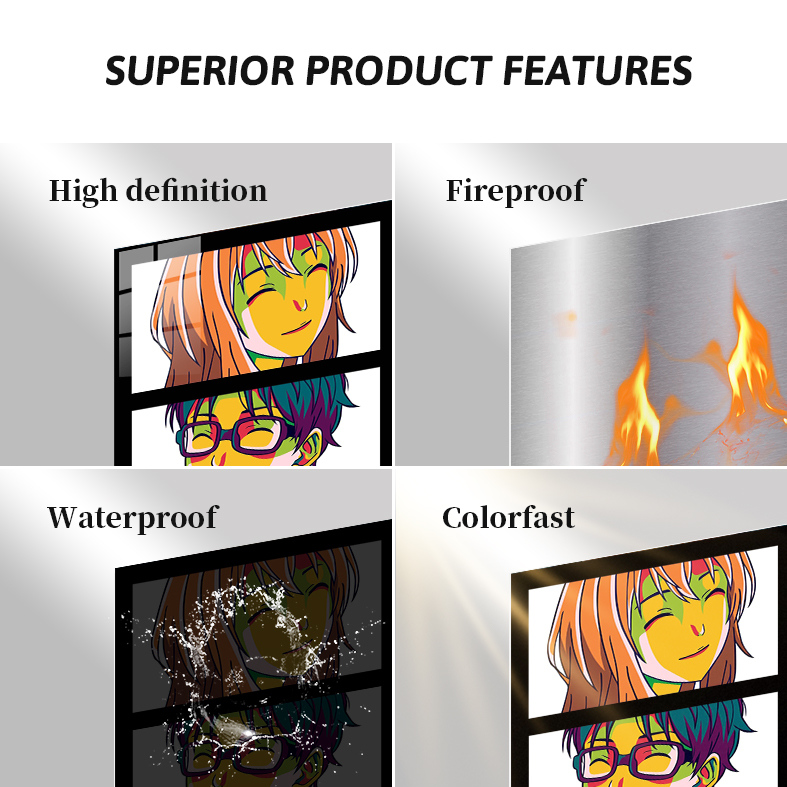 SUPERIOR PRODUCT FEATURES
High definition
Fireproof
Waterproof
Colorfast